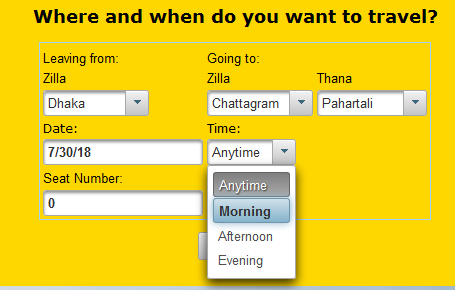 Where and when do you want to travel?
Leaving from: Going to:
Zilla Zilla Thana
Dhaka Chattagram Pahartali
Date: Time:
7/30/18 Anytime
Seat Number: Anytime
0 Morning
Afternoon
Evening